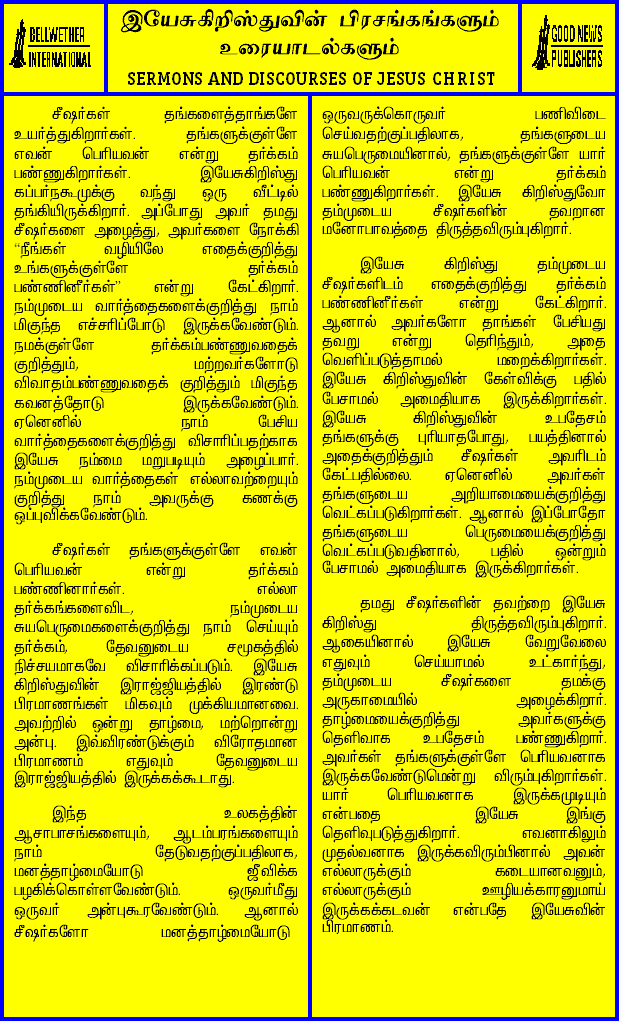 BELLWETHER
INTERNATIONAL
இயேசுகிறிஸ்துவின் பிரசங்கங்களும்
உரையாடல்களும்
SERMONS AND DISCOURSES OF JESUS CHRIST
GOOD NEWS
PUBLISHERS
சீஷர்கள் தங்களைத்தாங்களே
உயர்த்துகிறார்கள். தங்களுக்குள்ளே
எவன் பெரியவன் என்று தர்க்கம்
பண்ணுகிறார்கள். இயேசுகிறிஸ்து
கப்பர்நகூமுக்கு வந்து ஒரு வீட்டில்
தங்கியிருக்கிறார். அப்போது அவர் தமது
சீஷர்களை அழைத்து, அவர்களை நோக்கி
“நீங்கள் வழியிலே எதைக்குறித்து
உங்களுக்குள்ளே தர்க்கம்
பண்ணினீர்கள்” என்று கேட்கிறார்.
நம்முடைய வார்த்தைகளைக்குறித்து நாம்
மிகுந்த எச்சரிப்போடு இருக்கவேண்டும்.
நமக்குள்ளே தர்க்கம்பண்ணுவதைக்
குறித்தும், மற்றவர்களோடு
விவாதம்பண்ணுவதைக் குறித்தும் மிகுந்த
கவனத்தோடு இருக்கவேண்டும்.
ஏனெனில் நாம் பேசிய
வார்த்தைகளைக்குறித்து விசாரிப்பதற்காக
இயேசு நம்மை மறுபடியும் அழைப்பார்.
நம்முடைய வார்த்தைகள் எல்லாவற்றையும்
குறித்து நாம் அவருக்கு கணக்கு
ஒப்புவிக்கவேண்டும்.
சீஷர்கள் தங்களுக்குள்ளே எவன்
பெரியவன் என்று தர்க்கம்
பண்ணினார்கள். எல்லா
தர்க்கங்களைவிட, நம்முடைய
சுயபெருமைகளைக்குறித்து நாம் செய்யும்
தர்க்கம், தேவனுடைய சமூகத்தில்
நிச்சயமாகவே விசாரிக்கப்படும். இயேசு
கிறிஸ்துவின் இராஜ்ஜியத்தில் இரண்டு
பிரமாணங்கள் மிகவும் முக்கியமானவை.
அவற்றில் ஒன்று தாழ்மை, மற்றொன்று
அன்பு. இவ்விரண்டுக்கும் விரோதமான
பிரமாணம் எதுவும் தேவனுடைய
இராஜ்ஜியத்தில் இருக்கக்கூடாது.
இந்த உலகத்தின்
ஆசாபாசங்களையும், ஆடம்பரங்களையும்
நாம் தேடுவதற்குப்பதிலாக,
மனத்தாழ்மையோடு ஜீவிக்க
பழகிக்கொள்ளவேண்டும். ஒருவர்மீது
ஒருவர் அன்புகூரவேண்டும். ஆனால்
சீஷர்களோ மனத்தாழ்மையோடு
ஒருவருக்கொருவர் பணிவிடை
செய்வதற்குப்பதிலாக, தங்களுடைய
சுயபெருமையினால், தங்களுக்குள்ளே யார்
பெரியவன் என்று தர்க்கம்
பண்ணுகிறார்கள். இயேசு கிறிஸ்துவோ
தம்முடைய சீஷர்களின் தவறான
மனோபாவத்தை திருத்தவிரும்புகிறார்.
இயேசு கிறிஸ்து தம்முடைய
சீஷர்களிடம் எதைக்குறித்து தர்க்கம்
பண்ணினீர்கள் என்று கேட்கிறார்.
ஆனால் அவர்களோ தாங்கள் பேசியது
தவறு என்று தெரிந்தும், அதை
வெளிப்படுத்தாமல் மறைக்கிறார்கள்.
இயேசு கிறிஸ்துவின் கேள்விக்கு பதில்
பேசாமல் அமைதியாக இருக்கிறார்கள்.
இயேசு கிறிஸ்துவின் உபதேசம்
தங்களுக்கு புரியாதபோது, பயத்தினால்
அதைக்குறித்தும் சீஷர்கள் அவரிடம்
கேட்பதில்லை. ஏனெனில் அவர்கள்
தங்களுடைய அறியாமையைக்குறித்து
வெட்கப்படுகிறார்கள். ஆனால் இப்போதோ
தங்களுடைய பெருமையைக்குறித்து
வெட்கப்படுவதினால், பதில் ஒன்றும்
பேசாமல் அமைதியாக இருக்கிறார்கள்.
தமது சீஷர்களின் தவற்றை இயேசு
கிறிஸ்து திருத்தவிரும்புகிறார்.
ஆகையினால் இயேசு வேறுவேலை
எதுவும் செய்யாமல் உட்கார்ந்து,
தம்முடைய சீஷர்களை தமக்கு
அருகாமையில் அழைக்கிறார்.
தாழ்மையைக்குறித்து அவர்களுக்கு
தெளிவாக உபதேசம் பண்ணுகிறார்.
அவர்கள் தங்களுக்குள்ளே பெரியவனாக
இருக்கவேண்டுமென்று விரும்புகிறார்கள்.
யார் பெரியவனாக இருக்கமுடியும்
என்பதை இயேசு இங்கு
தெளிவுபடுத்துகிறார். எவனாகிலும்
முதல்வனாக இருக்கவிரும்பினால் அவன்
எல்லாருக்கும் கடையானவனும்,
எல்லாருக்கும் ஊழியக்காரனுமாய்
இருக்கக்கடவன் என்பதே இயேசுவின்
பிரமாணம்.